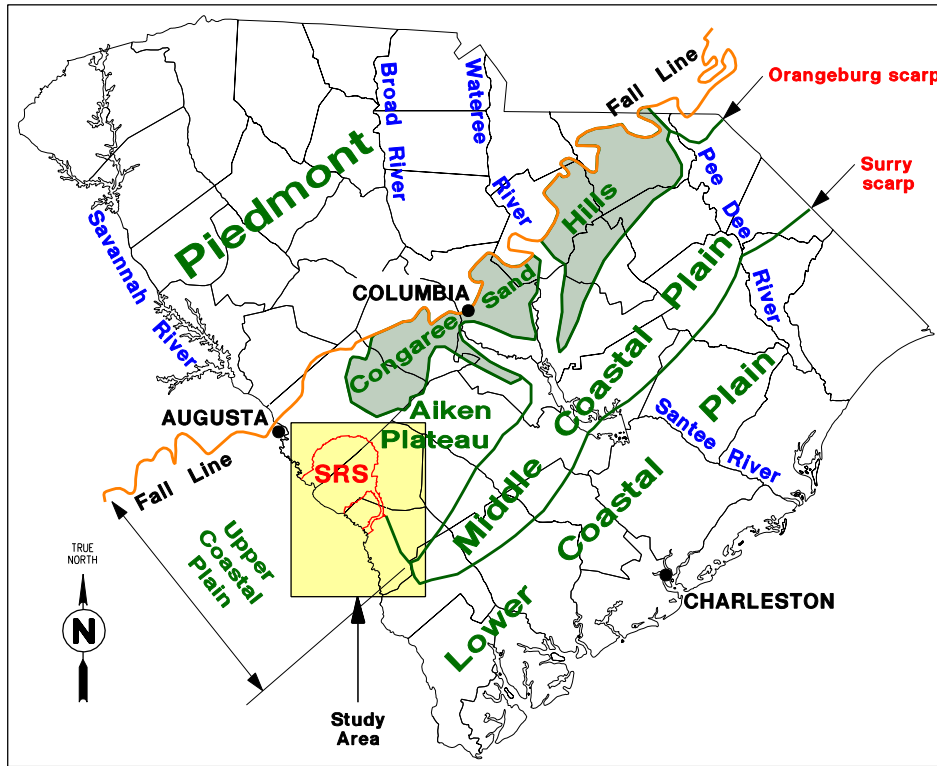 Orangeburg scarp
Fall Line
Broad River
Wateree River
Surry
scarp
Pee Dee River
Piedmont
Savannah River
Hills
Sand
Congaree
COLUMBIA
Middle Coastal Plain
Aiken
Plateau
AUGUSTA
Santee River
SRS
Fall Line
Upper
Coastal
Plain
TRUE
NORTH
N
Lower Coastal Plain
CHARLESTON
Study
Area